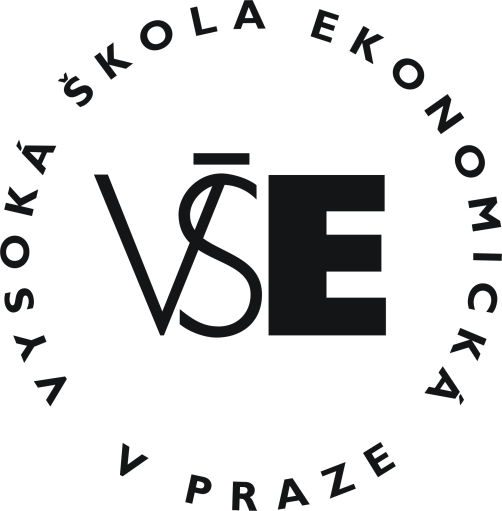 VYSOKÁ ŠKOLA EKONOMICKÁ
VŠE
V PRAZE